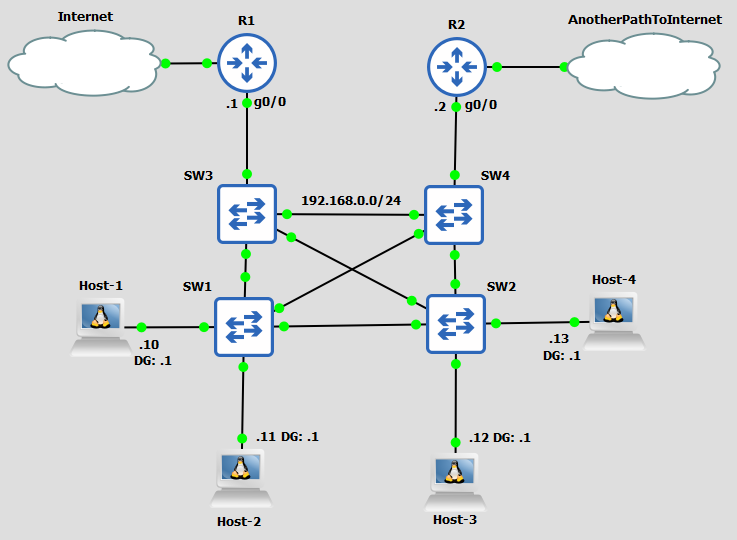 Internet
R1
R2
AnotherPathToInternet
.1
g0/0
.2
g0/0
SW3
SW4
192.168.0.0/24
Host-1
SW1
SW2
Host-4
.10
DG: .1
.13
DG: .1
.11 DG: .1
.12 DG: .1
Host-2
Host-3